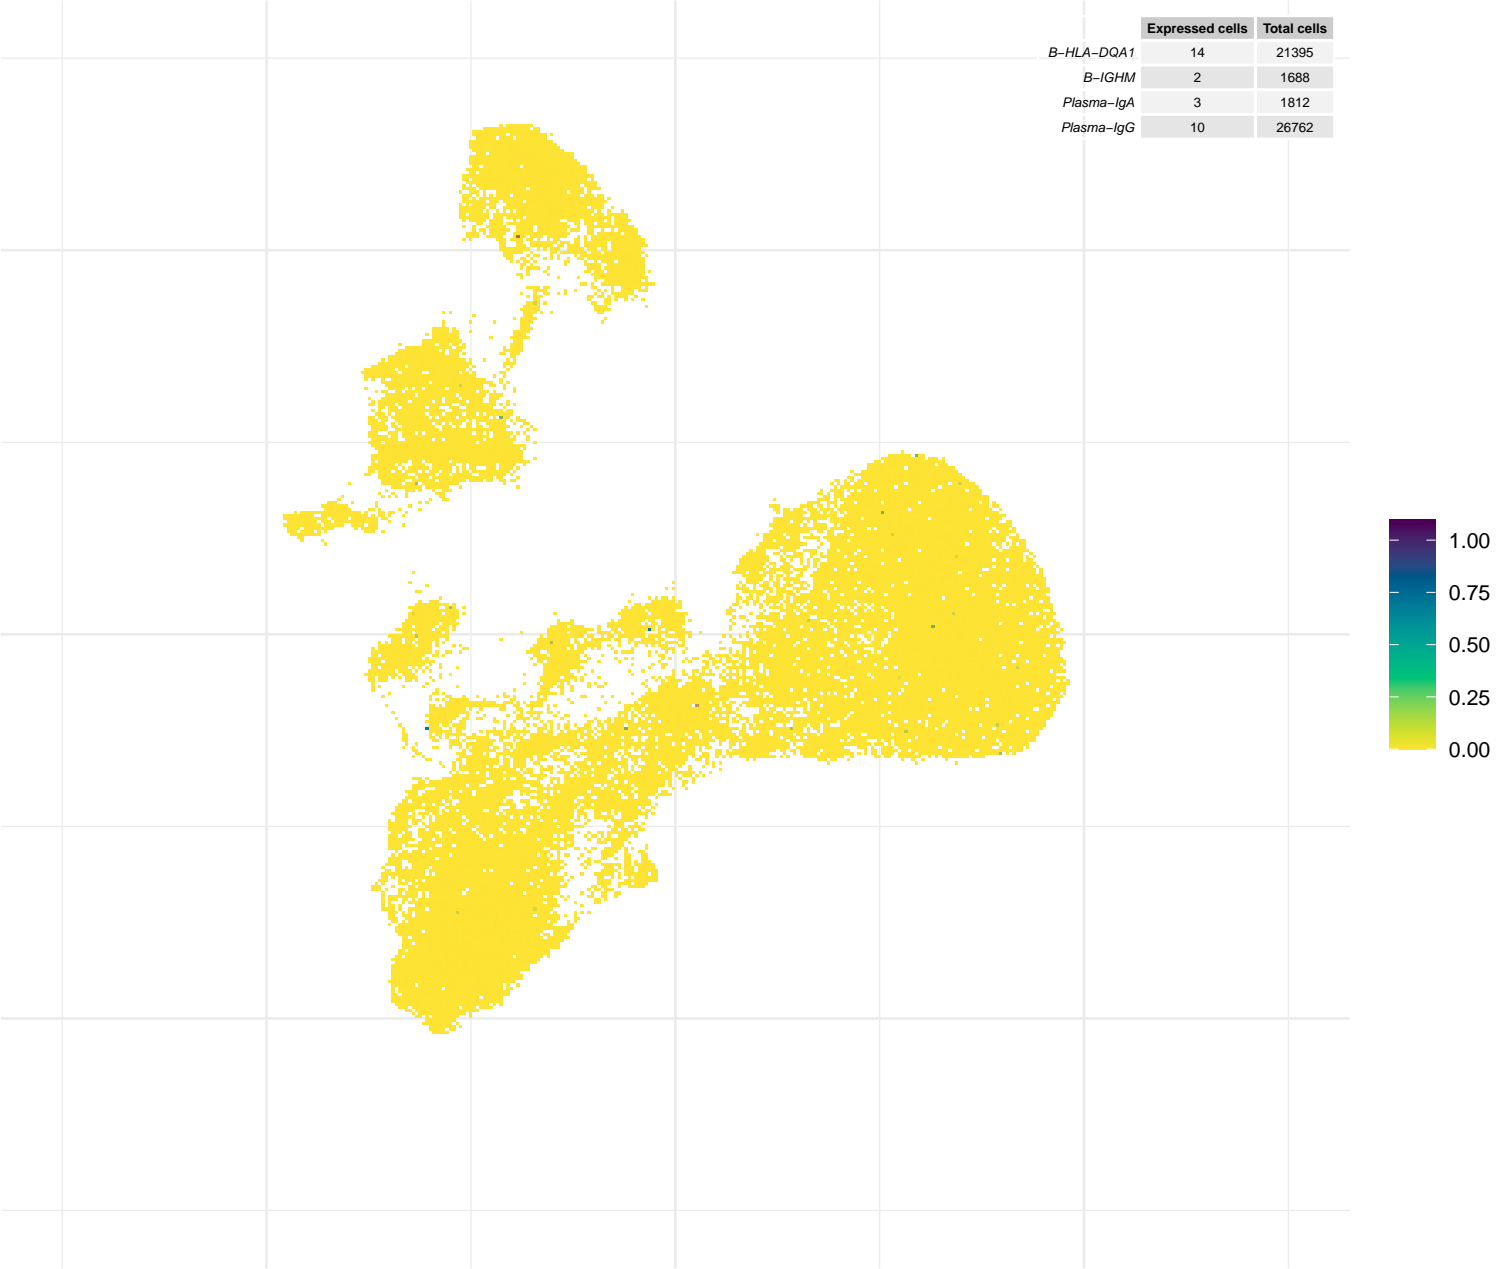 Expressed cells Total cells
B−HLA−DQA1 14 21395
B−IGHM 2 1688
Plasma−IgA 3 1812
Plasma−IgG 10 26762
1.00
0.75
0.50
0.25
0.00